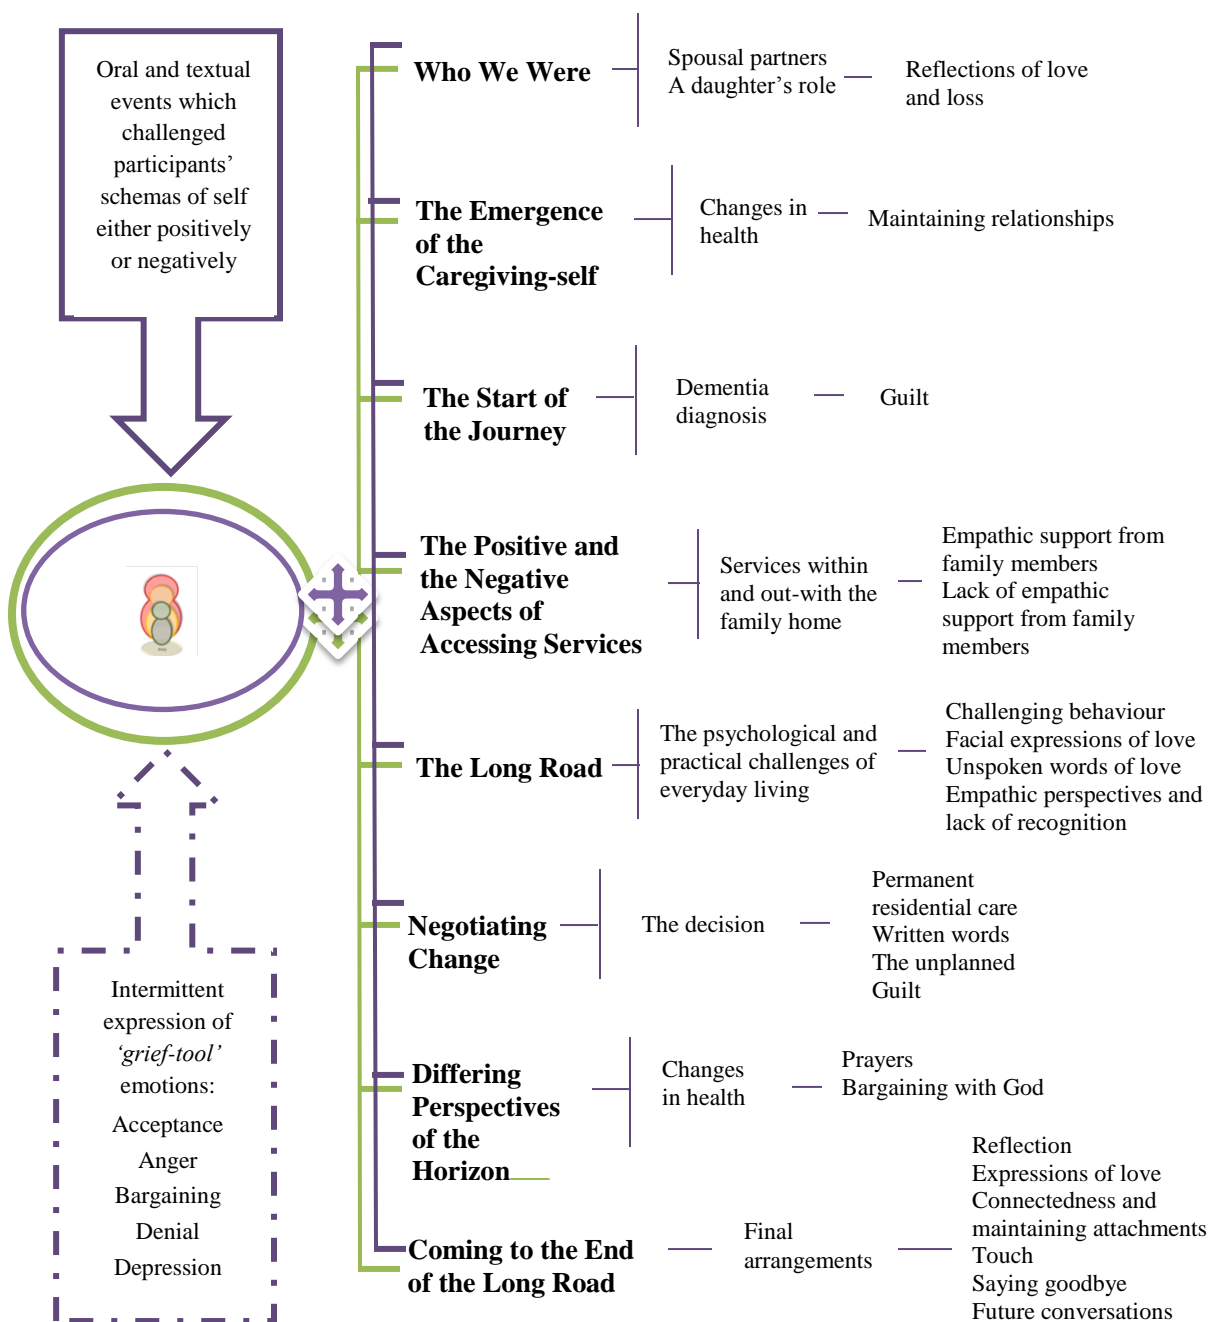 Oral and textual
events which
challenged
participants’
schemas of self
either positively
or negatively
Intermittent
expression of
‘grief-tool’
emotions:
Acceptance
Anger
Bargaining
Denial
Depression
Who We Were
Spousal partners
A daughter’s role
Reflections of love
and loss
The Emergence
of the
Caregiving-self
Changes in
health
Maintaining relationships
The Start of
the Journey
Dementia
diagnosis
Guilt
The Positive and
the Negative
Aspects of
Accessing Services
Services within
and out-with the
family home
Empathic support from
family members
Lack of empathic
support from family
members
The Long Road
The psychological and
practical challenges of
everyday living
Challenging behaviour
Facial expressions of love
Unspoken words of love
Empathic perspectives and
lack of recognition
Negotiating
Change
The decision
Permanent
residential care
Written words
The unplanned
Guilt
Differing
Perspectives
of the
Horizon
Changes
in health
Prayers
Bargaining with God
Coming to the End
of the Long Road
Final
arrangements
Reflection
Expressions of love
Connectedness and
maintaining attachments
Touch
Saying goodbye
Future conversations